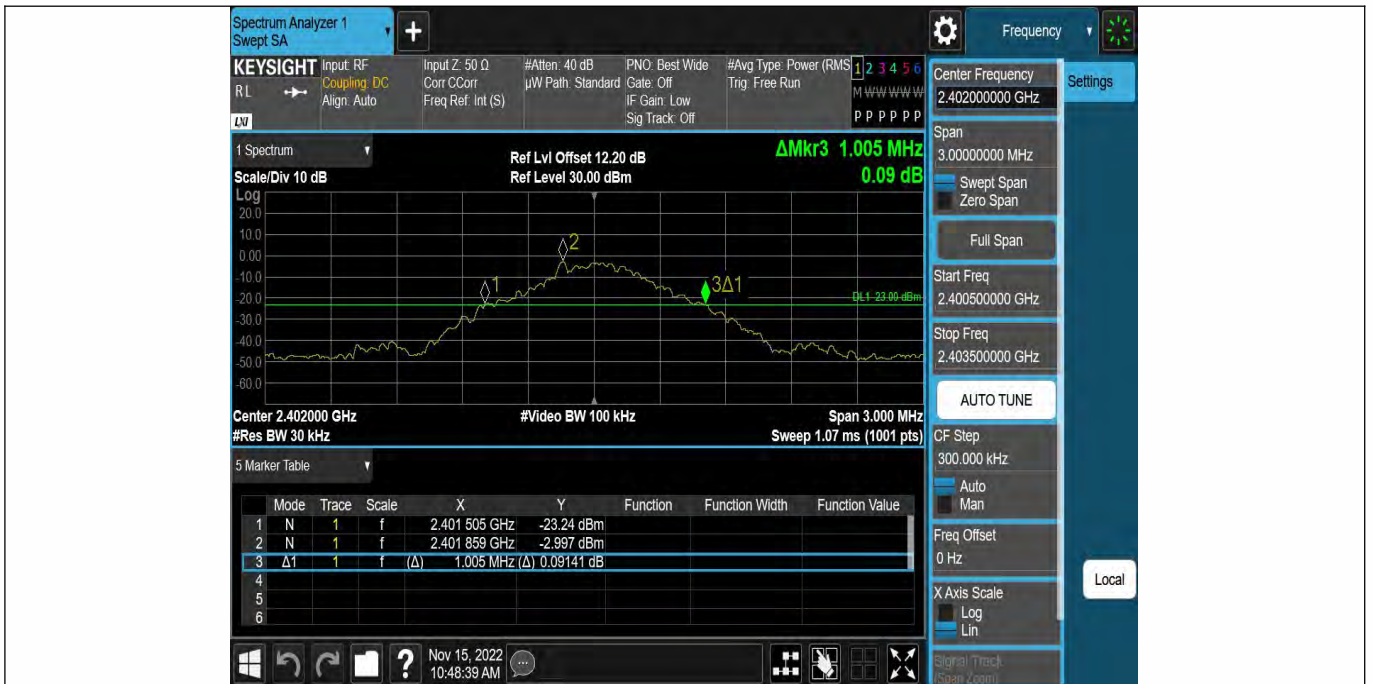 Spectrum Analyzer 1
Swept SA
Frequency
KEYSIGHT
RL
LXI
Input: RF
Coupling: DC
Align: Auto
Input Z: 50 Ω
Corr CCorr
Freq Ref: Int (S)
#Atten: 40 dB
µW Path: Standard
PNO: Best Wide
Gate: Off
IF Gain: Low
Sig Track: Off
#Avg Type: Power (RMS
Trig: Free Run
1 2 3 4 5 6
M W W W W W
P P P P P P
1 Spectrum
Scale/Div 10 dB
Ref Lvl Offset 12.20 dB
Ref Level 30.00 dBm
ΔMkr3 1.005 MHz
0.09 dB
Log
20.0
10.0
0.00
-10.0
-20.0
-30.0
-40.0
-50.0
-60.0
1
2
3Δ1
DL1 -23.00 dBm
Center 2.402000 GHz
#Video BW 100 kHz
Span 3.000 MHz
#Res BW 30 kHz
Sweep 1.07 ms (1001 pts)
5 Marker Table
Mode Trace Scale X Y Function Function Width Function Value
1 N 1 f 2.401 505 GHz -23.24 dBm
2 N 1 f 2.401 859 GHz -2.997 dBm
3 Δ1 1 f (Δ) 1.005 MHz (Δ) 0.09141 dB
4
5
6
?
Nov 15, 2022
10:48:39 AM
Center Frequency
2.402000000 GHz
Settings
Span
3.00000000 MHz
Swept Span
Zero Span
Full Span
Start Freq
2.400500000 GHz
Stop Freq
2.403500000 GHz
AUTO TUNE
CF Step
300.000 kHz
Auto
Man
Freq Offset
0 Hz
X Axis Scale
Log
Lin
Signal Track
(Span Zoom)
Local